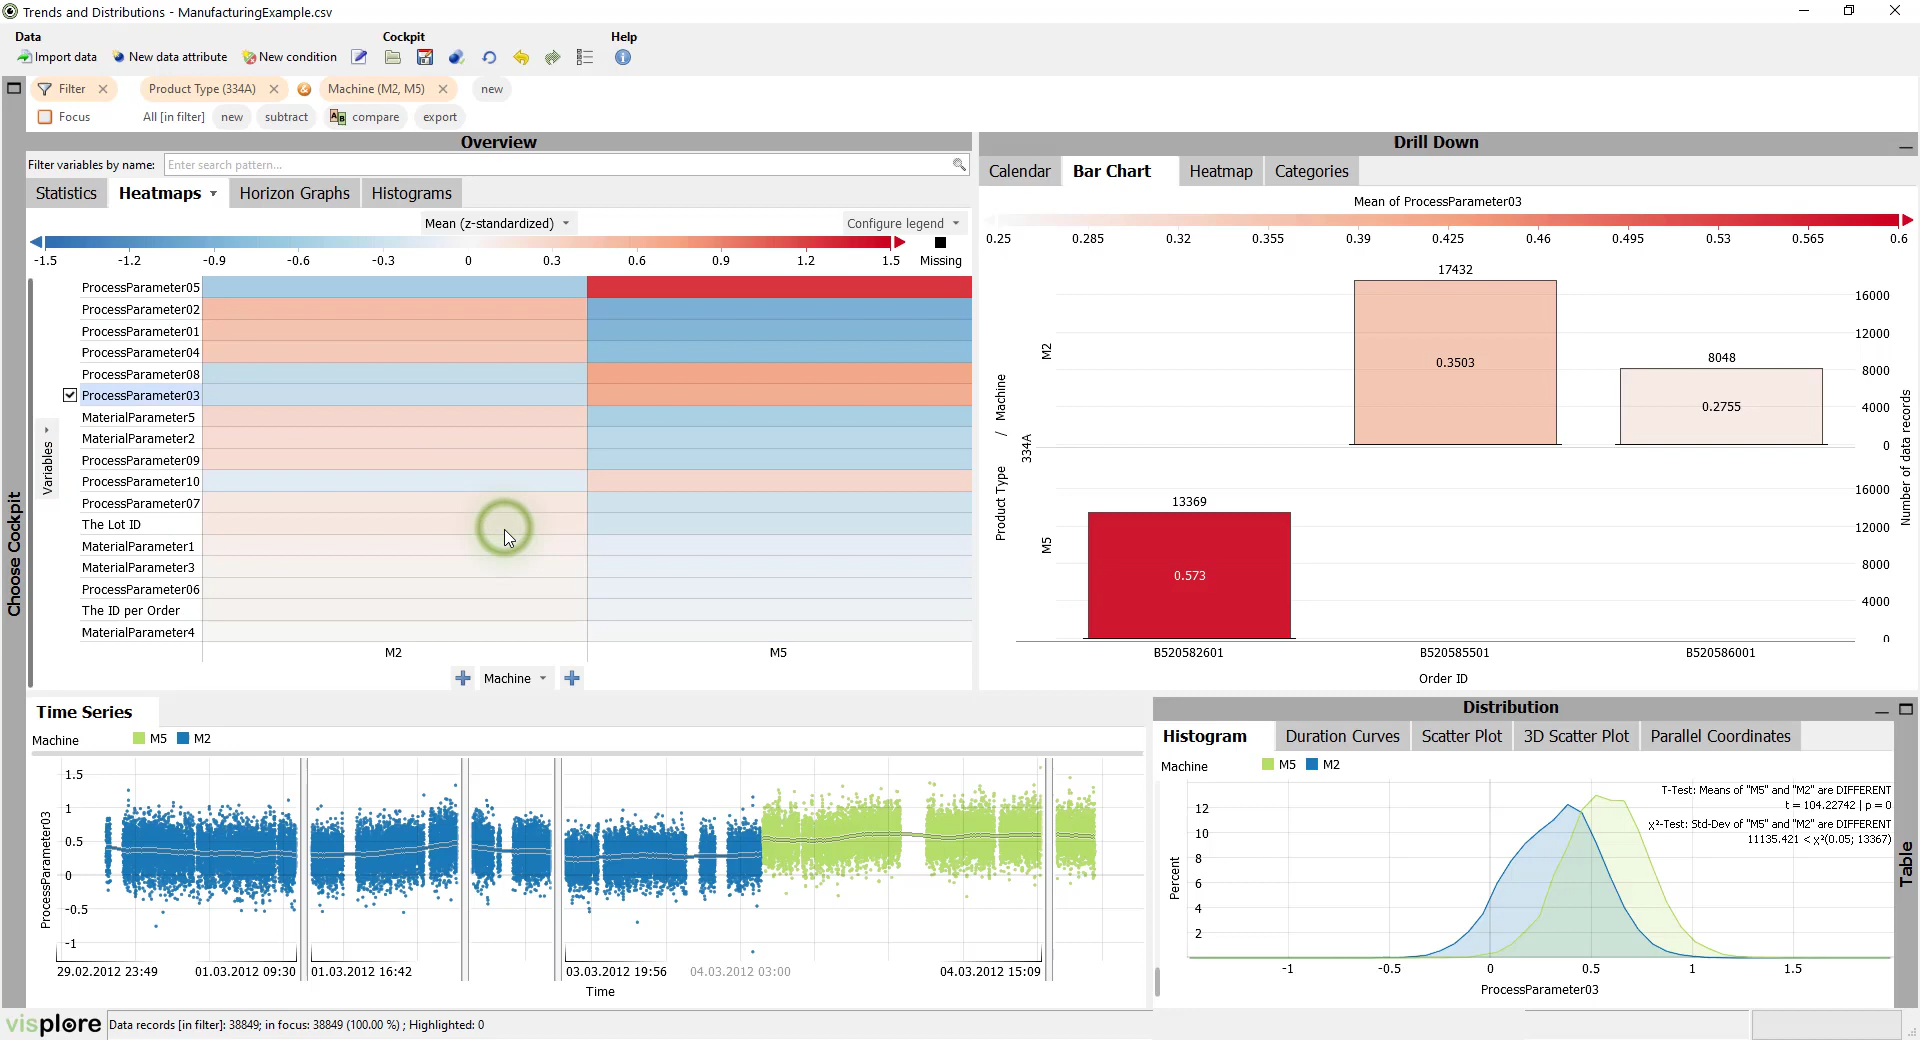 Trends and Distributions - ManufacturingExample.csv
Data
Cockpit
Help
Import data
New data attribute
New condition
Filter
Product Type (334A)
&
Machine (M2, M5)
new
Focus
All [in filter]
new
subtract
compare
export
Choose Cockpit
Overview
Filter variables by name:
Enter search pattern...
Statistics
Heatmaps
Horizon Graphs
Histograms
Mean (z-standardized)
Configure legend
-1.5 -1.2 -0.9 -0.6 -0.3 0 0.3 0.6 0.9 1.2 1.5 Missing
Variables
ProcessParameter05
ProcessParameter02
ProcessParameter01
ProcessParameter04
ProcessParameter08
ProcessParameter03
MaterialParameter5
MaterialParameter2
ProcessParameter09
ProcessParameter10
ProcessParameter07
The Lot ID
MaterialParameter1
MaterialParameter3
ProcessParameter06
The ID per Order
MaterialParameter4
M2 M5
Machine
Drill Down
Calendar
Bar Chart
Heatmap
Categories
Mean of ProcessParameter03
0.25 0.285 0.32 0.355 0.39 0.425 0.46 0.495 0.53 0.565 0.6
Product Type / Machine
334A
M2
M5
17432
0.3503
8048
0.2755
13369
0.573
16000
12000
8000
4000
0
16000
12000
8000
4000
0
Number of data records
B520582601 B520585501 B520586001
Order ID
Time Series
Machine M5 M2
ProcessParameter03
1.5
1
0.5
0
-0.5
-1
29.02.2012 23:49 01.03.2012 09:30 01.03.2012 16:42 03.03.2012 19:56 04.03.2012 03:00 04.03.2012 15:09
Time
Distribution
Histogram
Duration Curves
Scatter Plot
3D Scatter Plot
Parallel Coordinates
Machine M5 M2
T-Test: Means of "M5" and "M2" are DIFFERENT
t = 104.22742 | p = 0
χ²-Test: Std-Dev of "M5" and "M2" are DIFFERENT
11135.421 < χ²(0.05; 13367)
Percent
12
10
8
6
4
2
-1 -0.5 0 0.5 1 1.5
ProcessParameter03
Table
visplore
Data records [in filter]: 38849; in focus: 38849 (100.00 %) ; Highlighted: 0